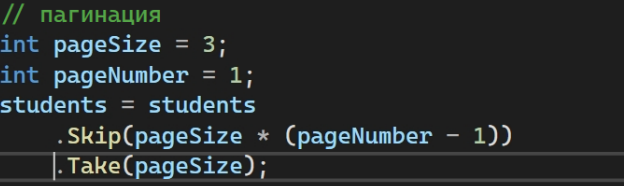 // пагинация
int pageSize = 3;
int pageNumber = 1;
students = students
    .Skip(pageSize * (pageNumber - 1))
    .Take(pageSize);